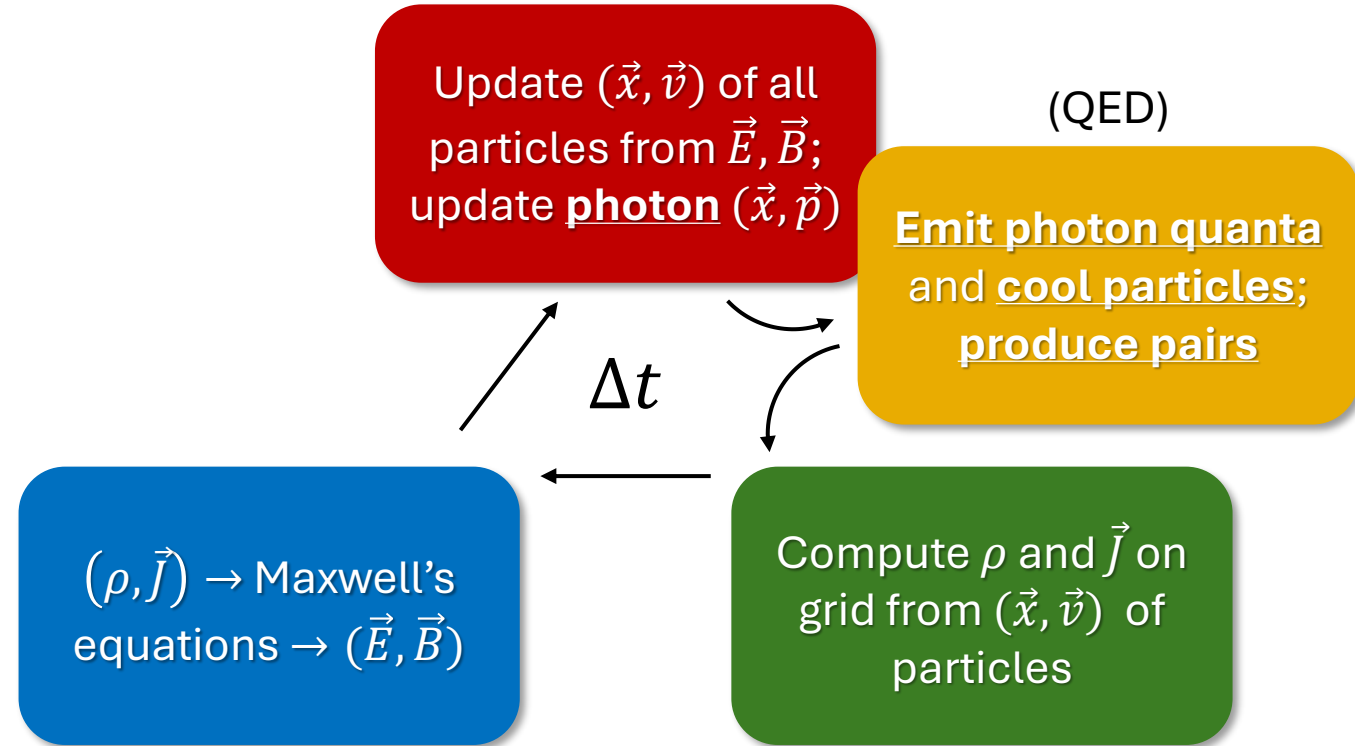 Update (x⃗, v⃗) of all
particles from E⃗, B⃗;
update photon (x⃗, p⃗)
(QED)
Emit photon quanta
and cool particles;
produce pairs
Δt
(ρ, J⃗) → Maxwell’s
equations → (E⃗, B⃗)
Compute ρ and J⃗ on
grid from (x⃗, v⃗) of
particles